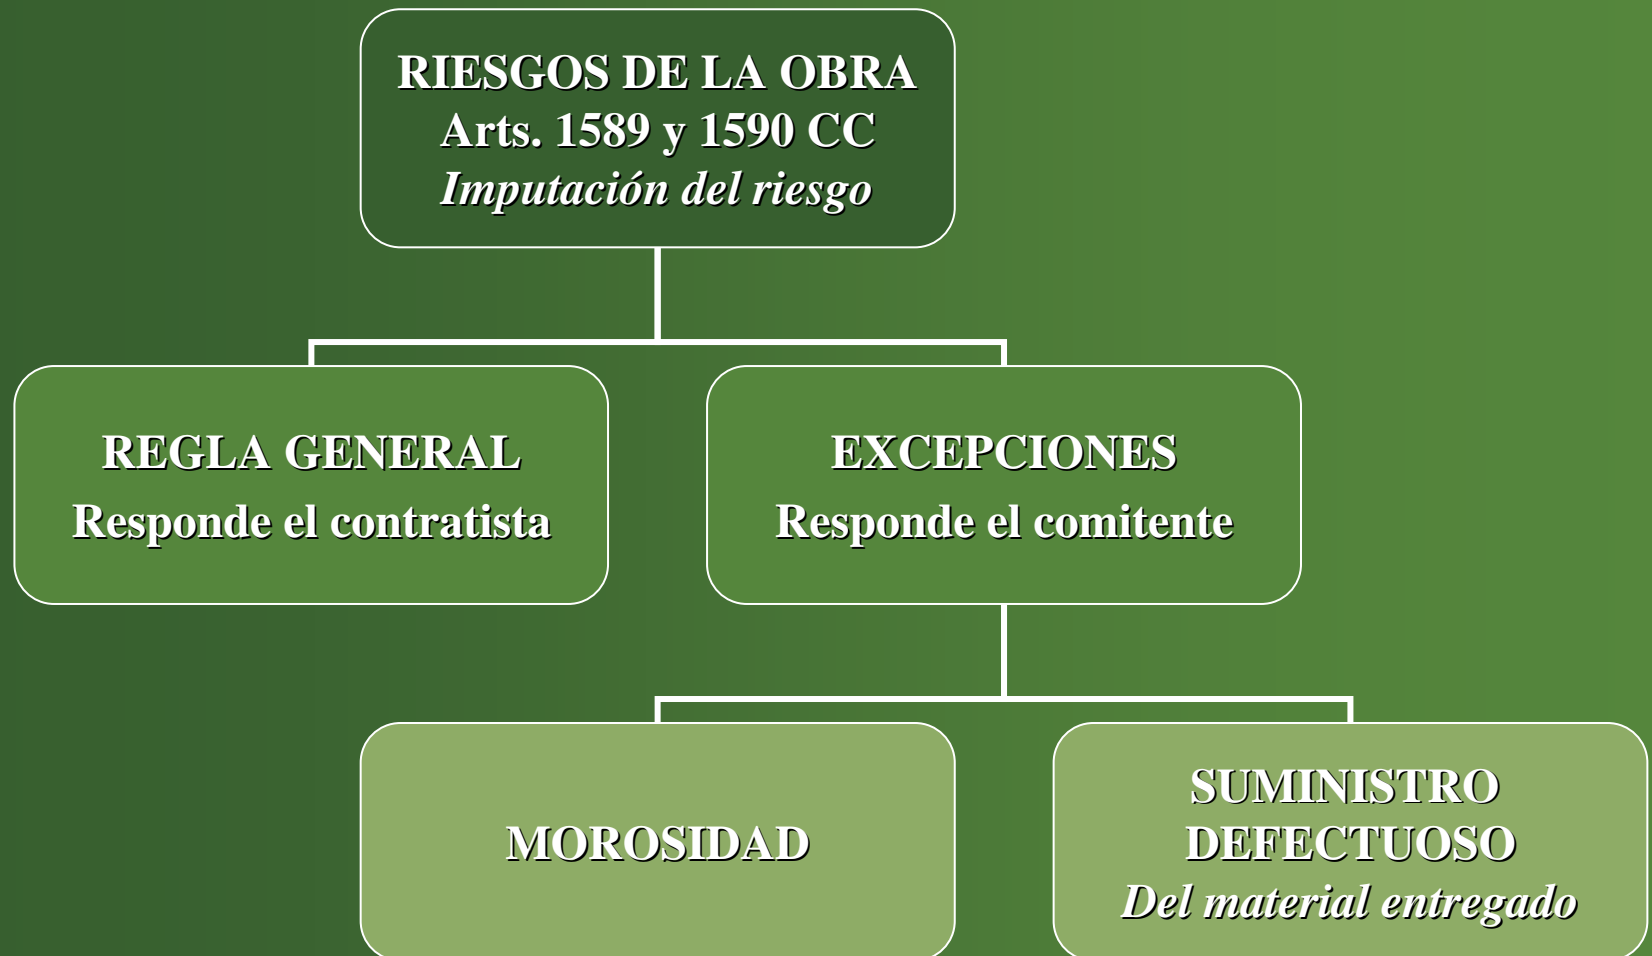 RIESGOS DE LA OBRA
Arts. 1589 y 1590 CC
Imputación del riesgo
REGLA GENERAL
Responde el contratista
EXCEPCIONES
Responde el comitente
MOROSIDAD
SUMINISTRO
DEFECTUOSO
Del material entregado